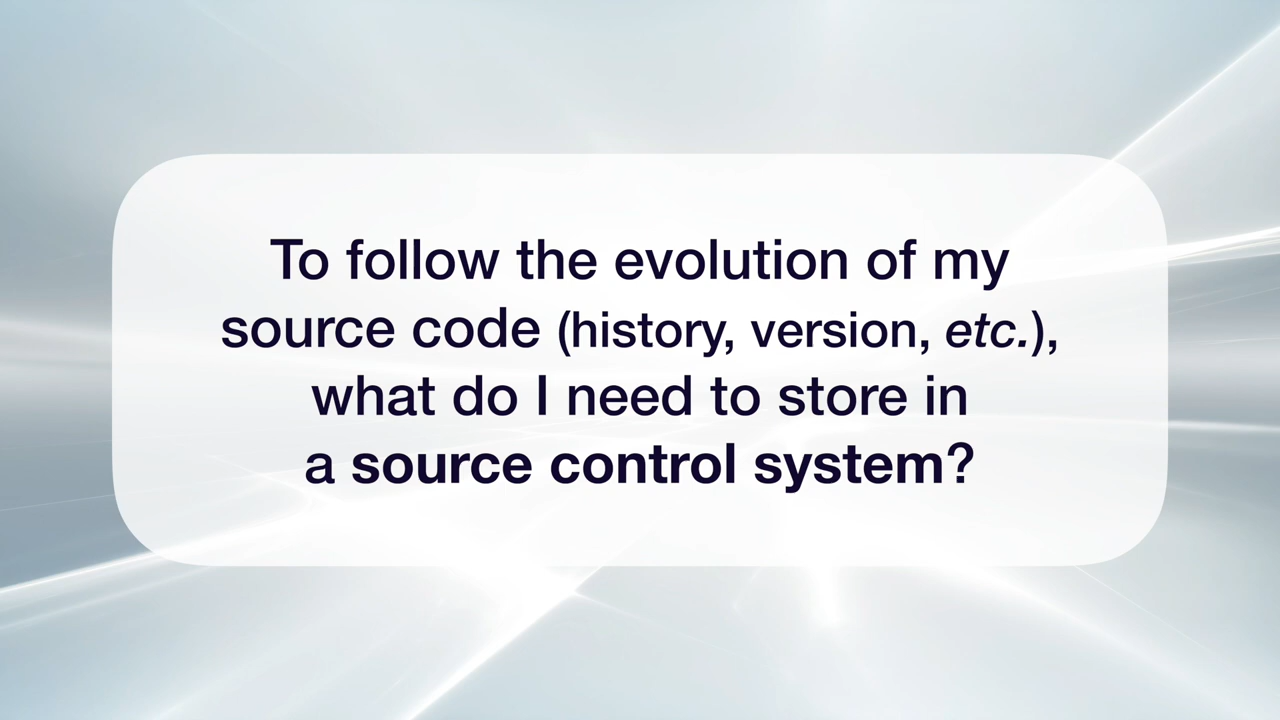 To follow the evolution of my
source code (history, version, etc.),
what do I need to store in
a source control system?